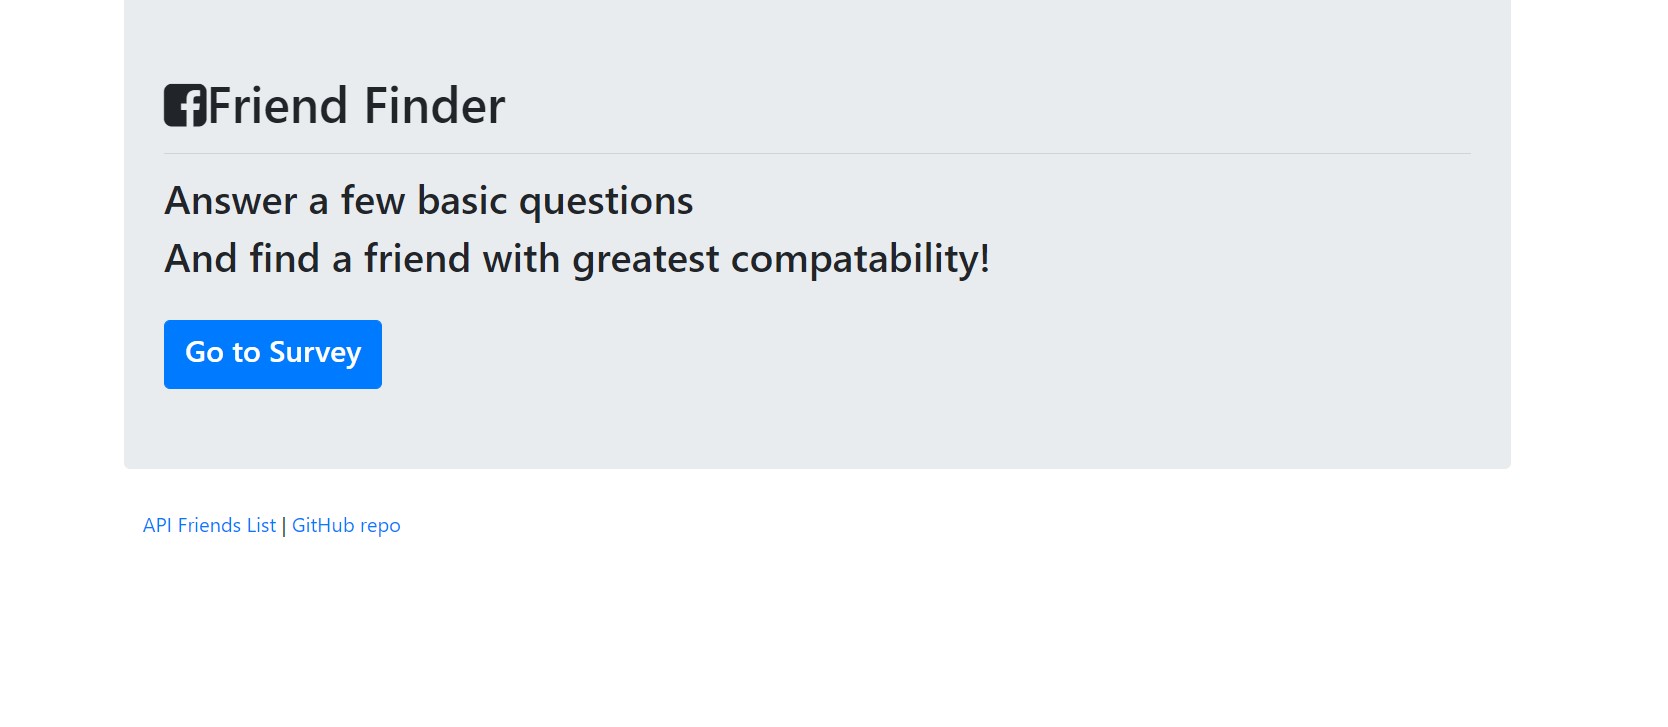 Friend Finder
Answer a few basic questions
And find a friend with greatest compatability!
Go to Survey
API Friends List | GitHub repo